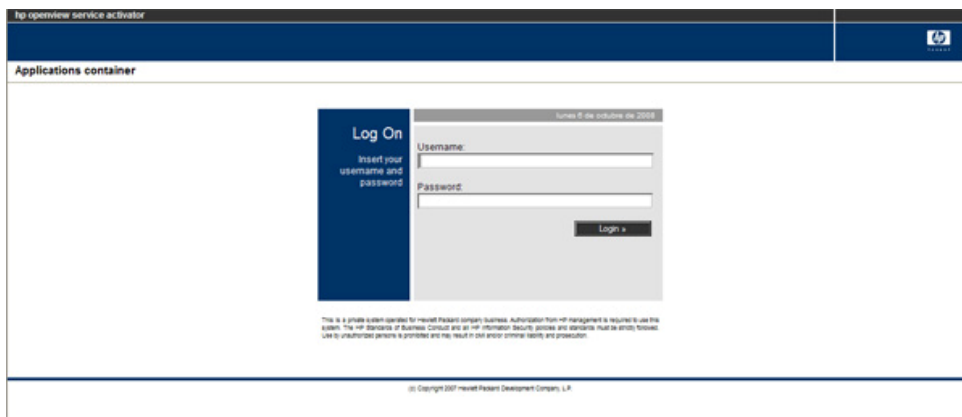 hp openview service activator
hp
invent
Applications container
lunes 6 de octubre de 2008
Log On
Insert your
username and
password
Username:
Password:
Login »
This is a private system operated for Hewlett Packard company business. Authorization from HP management is required to use this
system. The HP Standards of Business Conduct and an HP Information Security policies and standards must be strictly followed.
Use by unauthorized persons is prohibited and may result in civil and/or criminal liability and prosecution.
(c) Copyright 2007 Hewlett Packard Development Company, L.P.